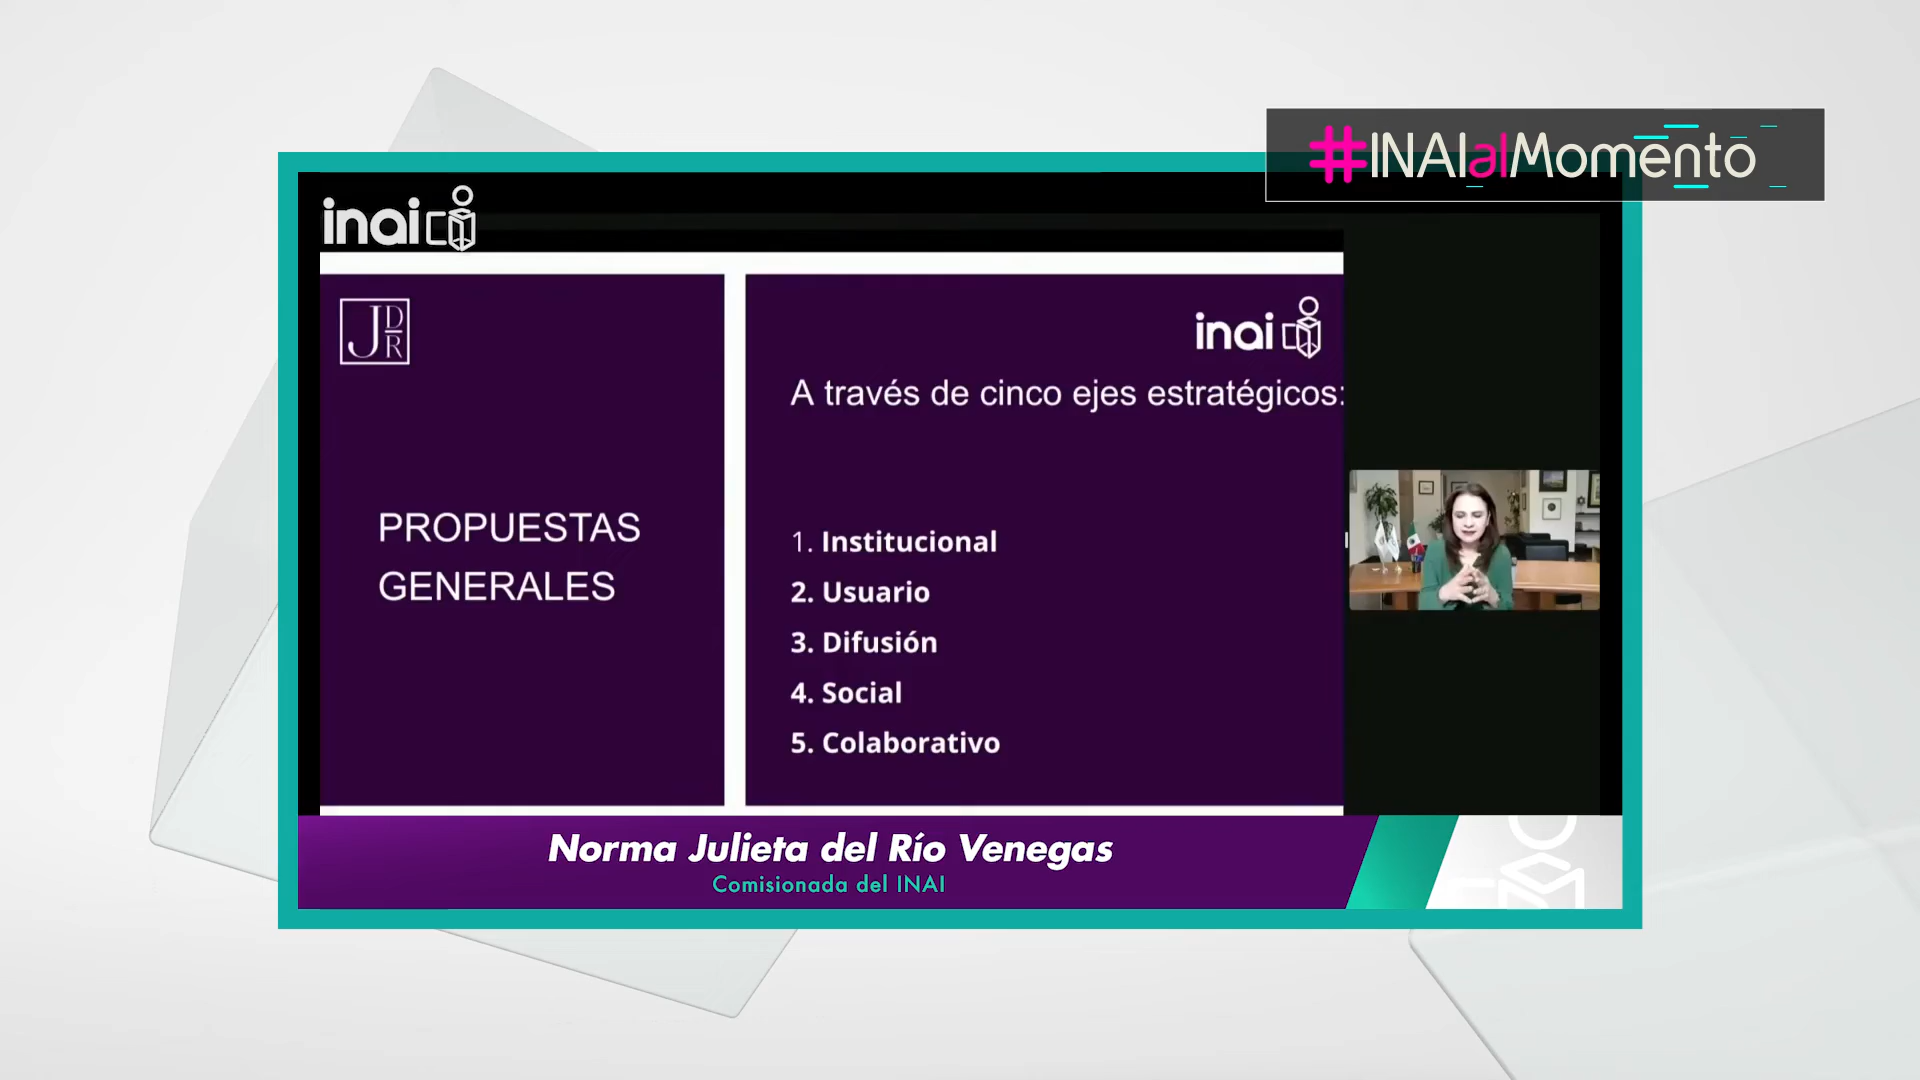 #INAIalMomento
inai
JDR
inai
A través de cinco ejes estratégicos:
PROPUESTAS
GENERALES
1. Institucional
2. Usuario
3. Difusión
4. Social
5. Colaborativo
Norma Julieta del Río Venegas
Comisionada del INAI